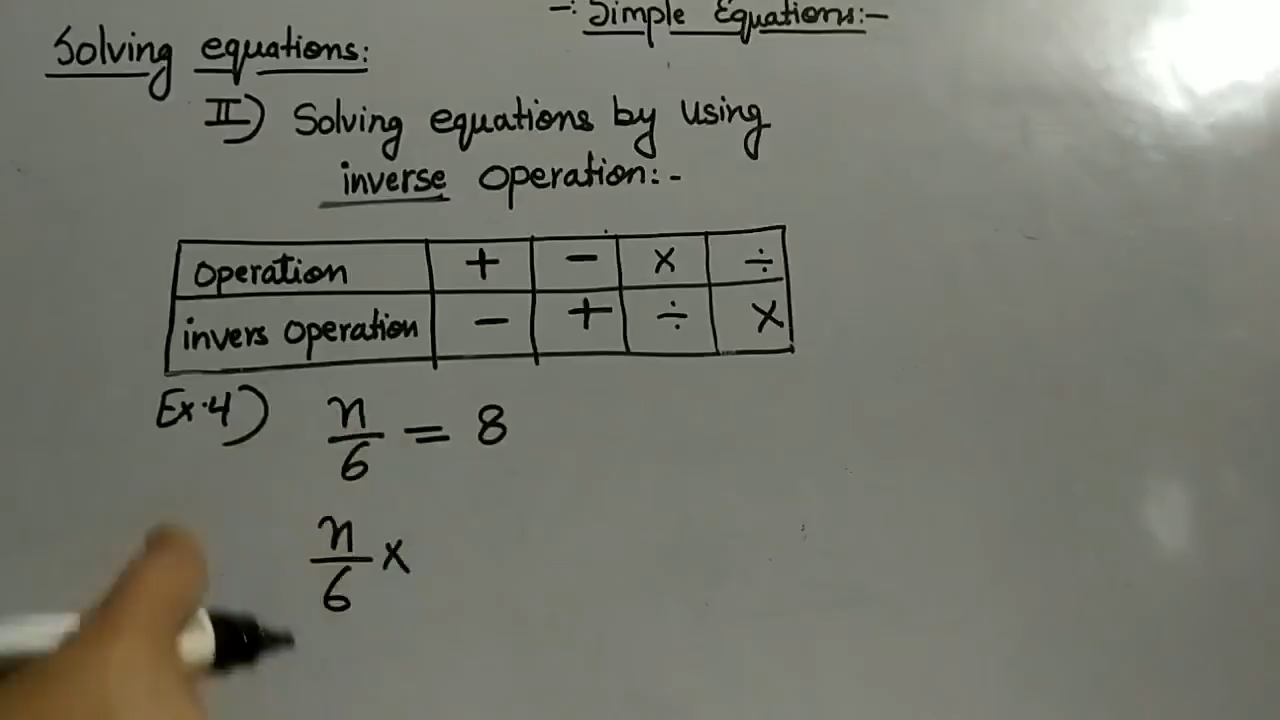 -: Simple Equations:-
Solving equations:
II) Solving equations by using
inverse operation:-
operation + - × ÷
invers operation - + ÷ ×
Ex.4) n/6 = 8
n/6 ×